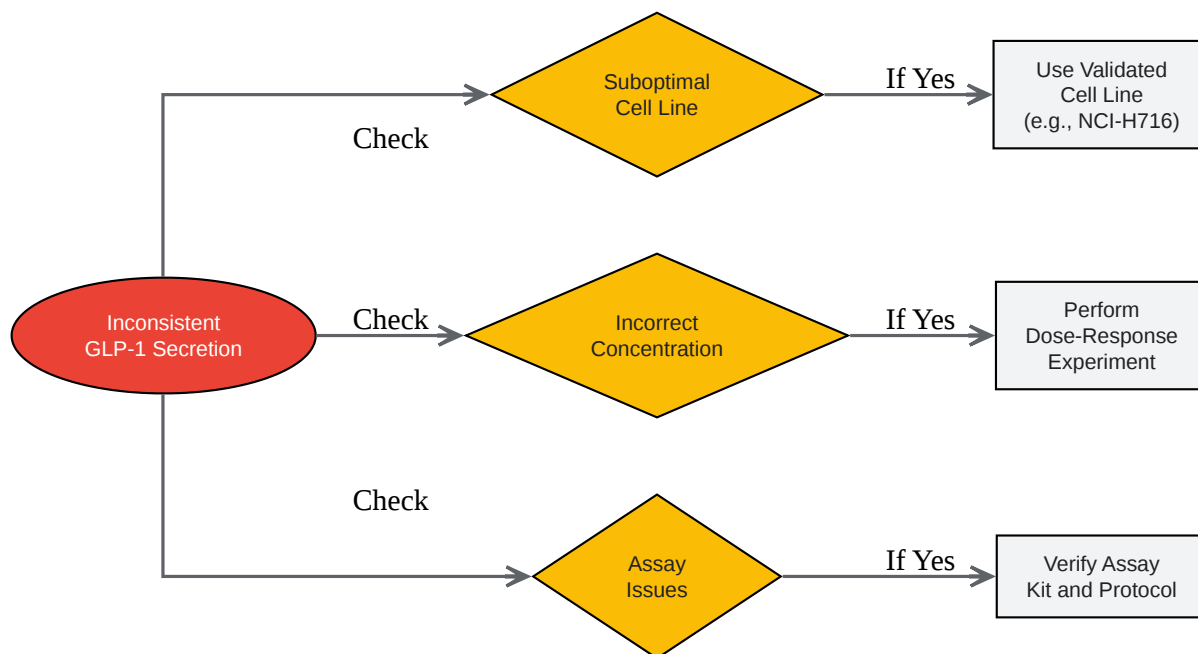 Suboptimal
Cell Line
If Yes
Use Validated
Cell Line
(e.g., NCI-H716)
Check
Inconsistent
GLP-1 Secretion
Check
Incorrect
Concentration
If Yes
Perform
Dose-Response
Experiment
Check
Assay
Issues
If Yes
Verify Assay
Kit and Protocol